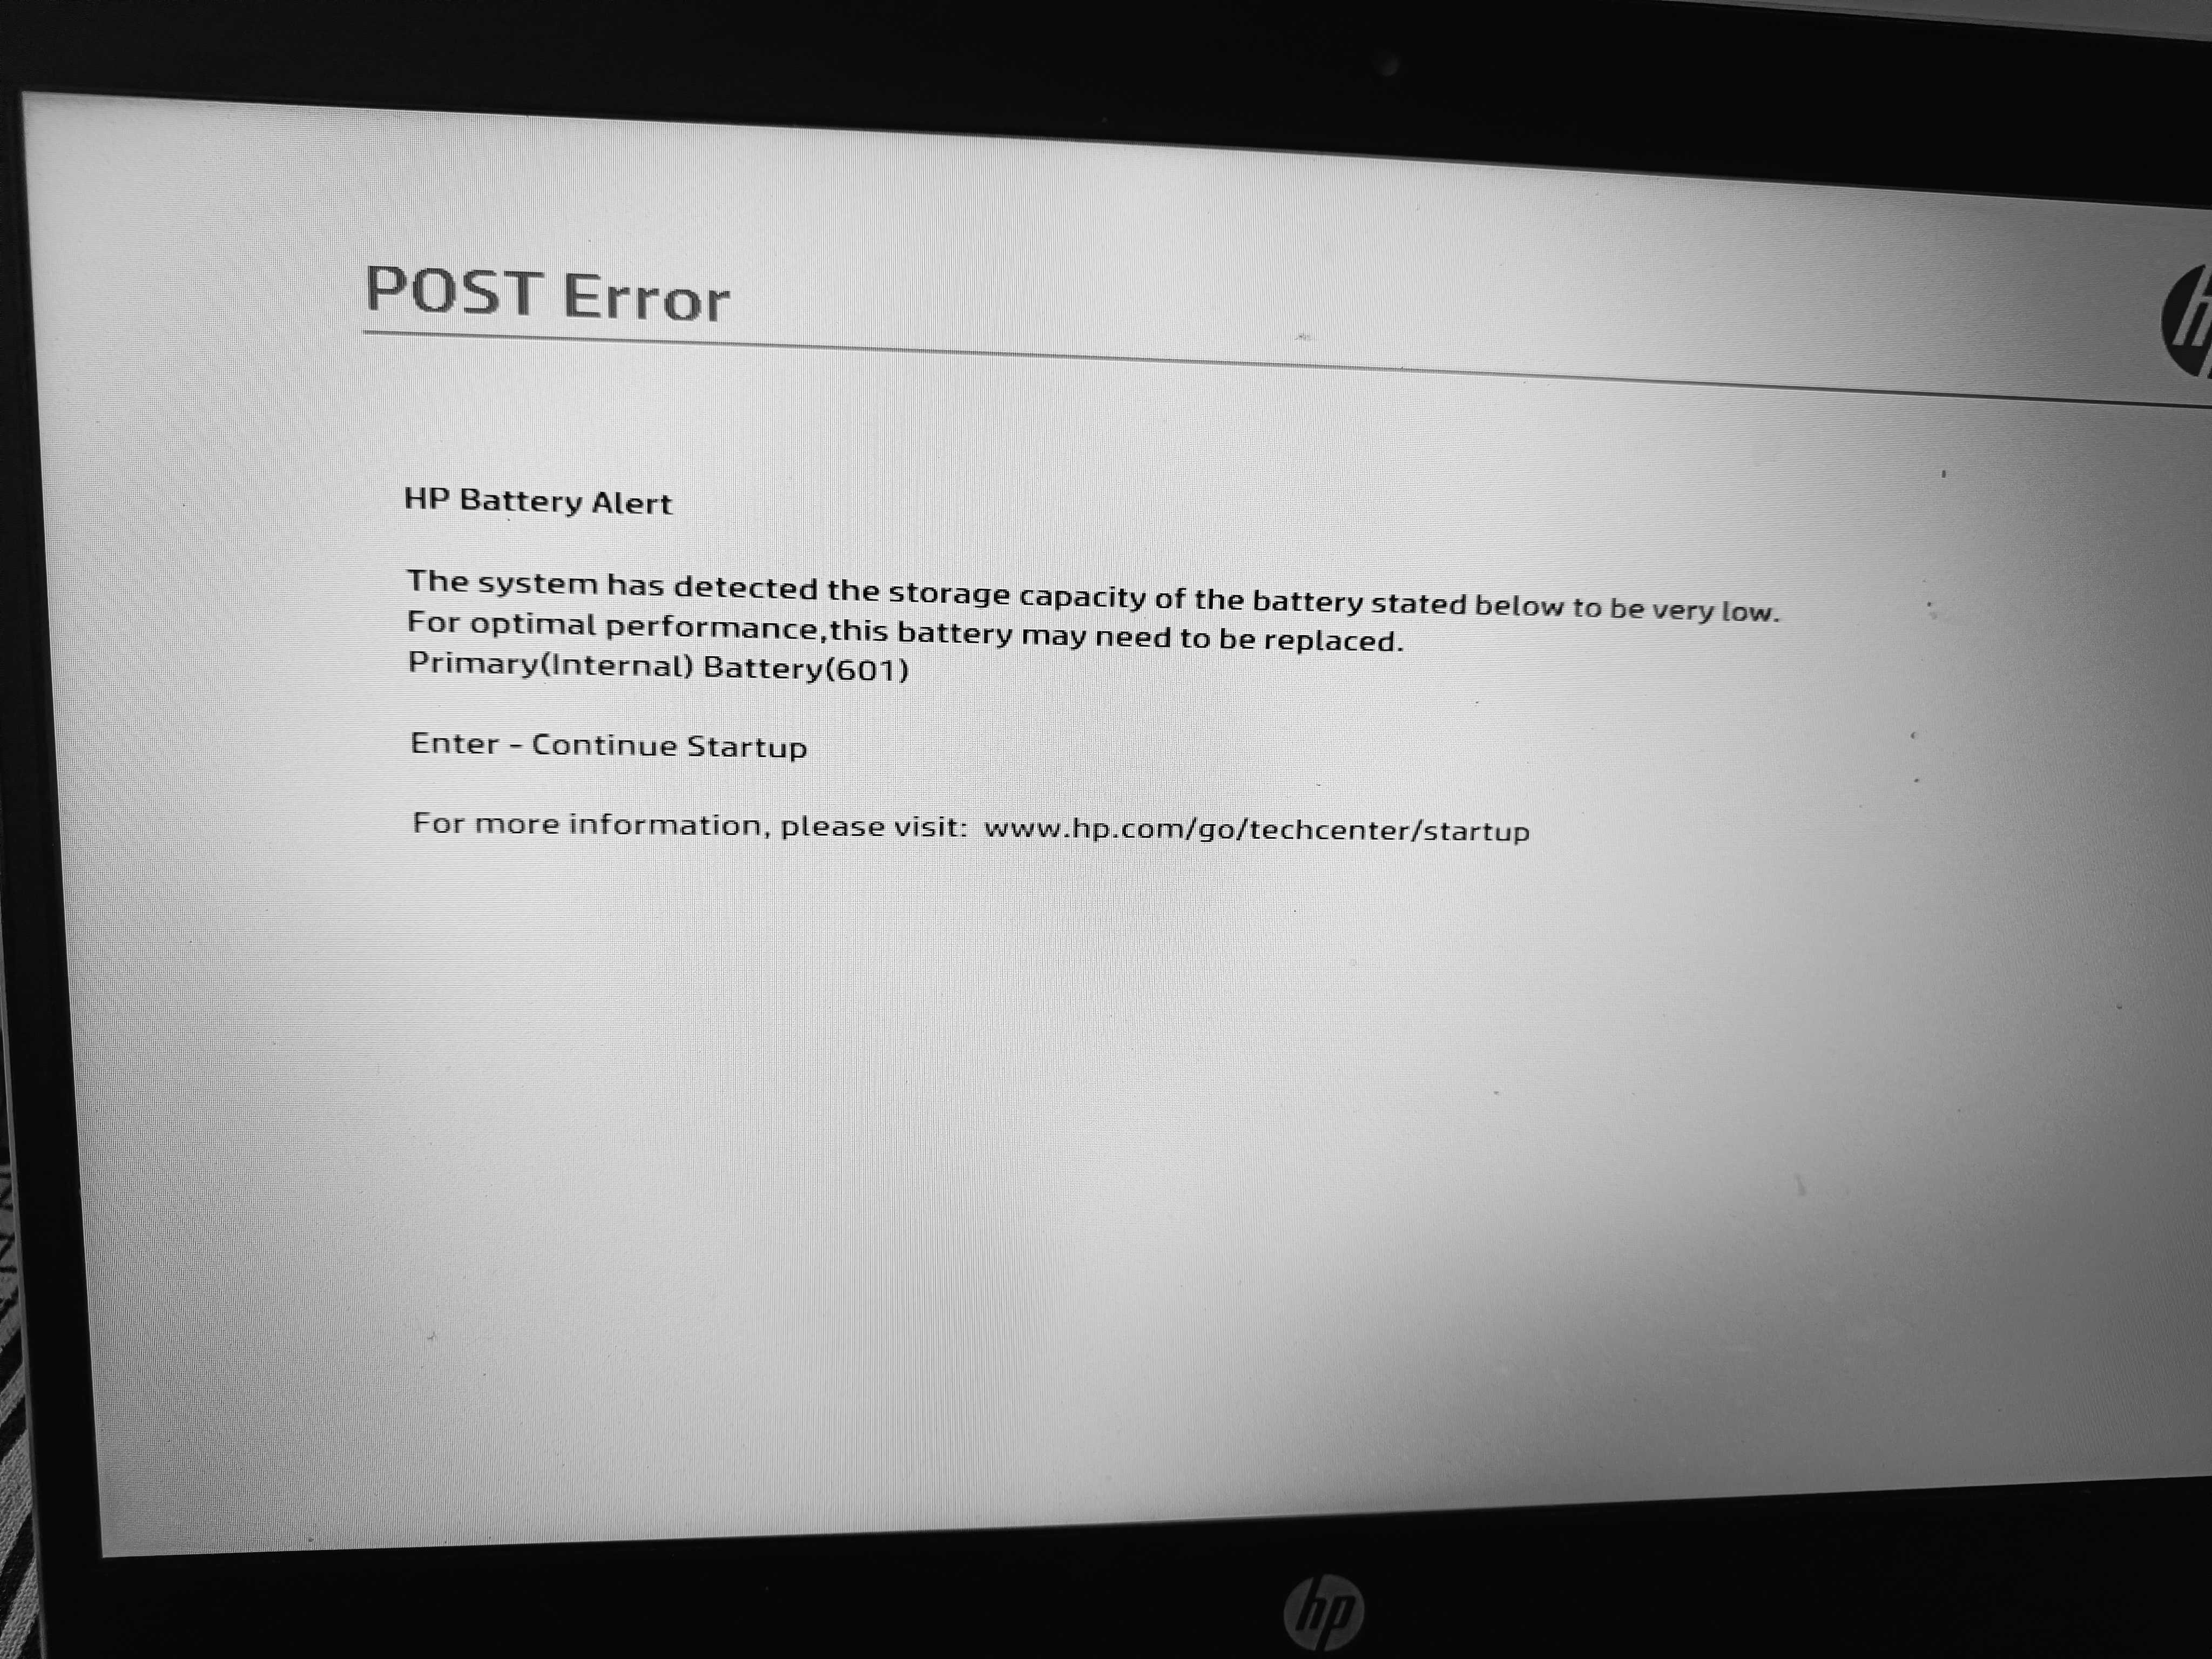 POST Error
HP Battery Alert
The system has detected the storage capacity of the battery stated below to be very low.
For optimal performance,this battery may need to be replaced.
Primary(Internal) Battery(601)
Enter - Continue Startup
For more information, please visit: www.hp.com/go/techcenter/startup
hp